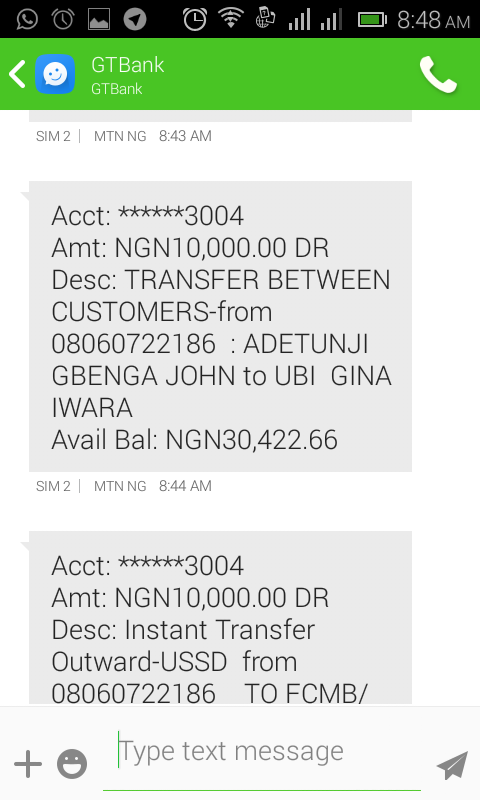 8:48 AM
GTBank
GTBank
SIM 2 | MTN NG 8:43 AM
Acct: ******3004
Amt: NGN10,000.00 DR
Desc: TRANSFER BETWEEN
CUSTOMERS-from
08060722186  : ADETUNJI
GBENGA JOHN to UBI  GINA
IWARA
Avail Bal: NGN30,422.66
SIM 2 | MTN NG 8:44 AM
Acct: ******3004
Amt: NGN10,000.00 DR
Desc: Instant Transfer
Outward-USSD  from
08060722186    TO FCMB/
Type text message